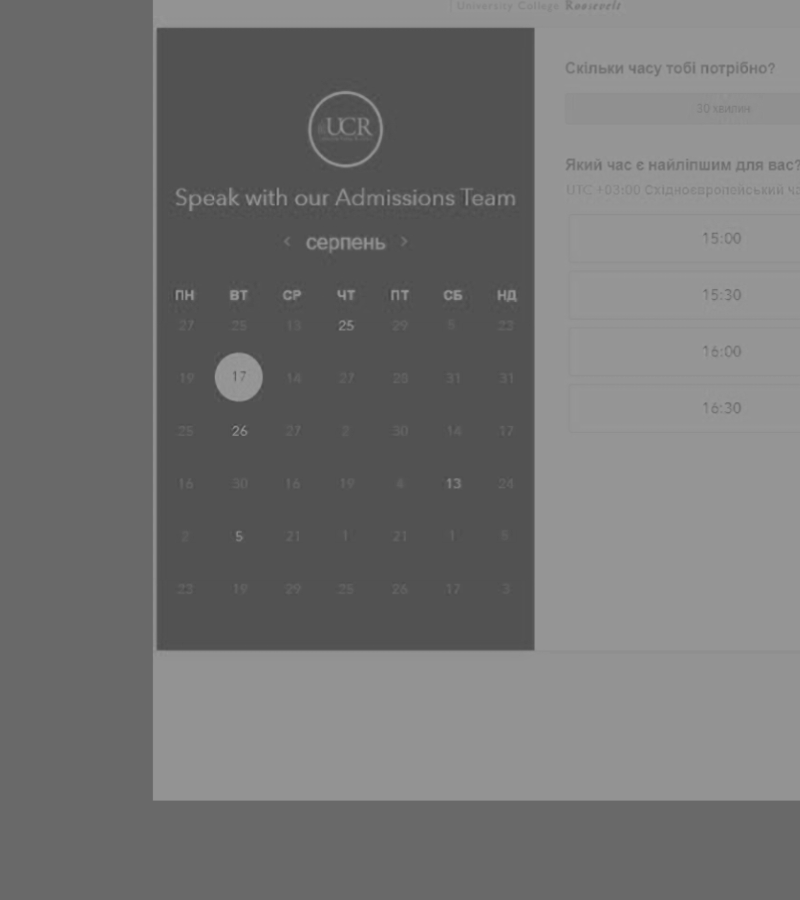 University College Roosevelt
UCR
Speak with our Admissions Team
‹ серпень ›
ПН ВТ СР ЧТ ПТ СБ НД
27 25 13 25 29 5 22
19 17 14 27 20 31 31
25 26 27 2 30 14 17
16 30 16 19 4 13 24
2 5 21 1 21 1 5
23 19 29 25 26 17 3
Скільки часу тобі потрібно?
30 хвилин
Який час є найліпшим для вас?
UTC +03:00 Східноєвропейський
15:00
15:30
16:00
16:30